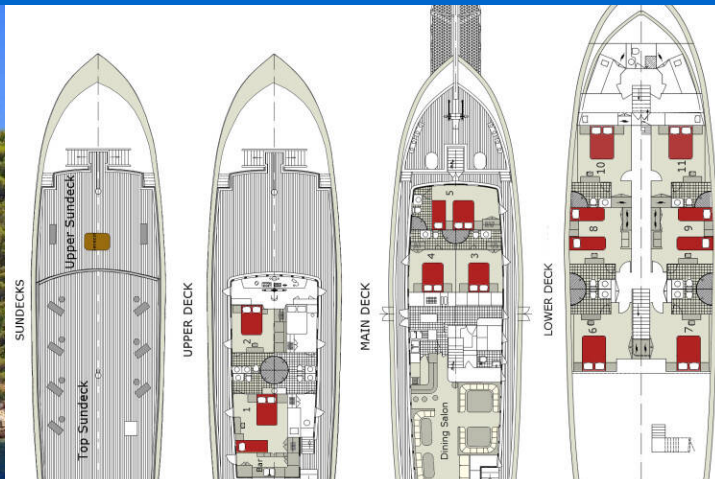 SUNDECKS
Upper Sundeck
Top Sundeck
UPPER DECK
2
1
Bar
MAIN DECK
5
4
3
Dining Salon
LOWER DECK
10
11
8
9
6
7